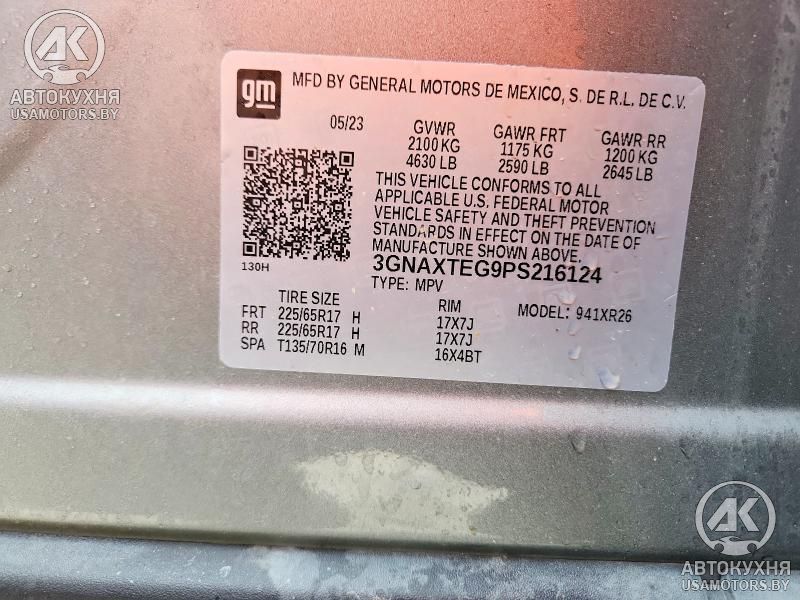 AK
АВТОКУХНЯ
USAMOTORS.BY
gm
MFD BY GENERAL MOTORS DE MEXICO, S. DE R.L. DE C.V.
05/23 GVWR GAWR FRT GAWR RR
2100 KG 1175 KG 1200 KG
4630 LB 2590 LB 2645 LB
THIS VEHICLE CONFORMS TO ALL
APPLICABLE U.S. FEDERAL MOTOR
VEHICLE SAFETY AND THEFT PREVENTION
STANDARDS IN EFFECT ON THE DATE OF
MANUFACTURE SHOWN ABOVE.
130H
3GNAXTEG9PS216124
TYPE: MPV
TIRE SIZE RIM MODEL: 941XR26
FRT 225/65R17 H 17X7J
RR 225/65R17 H 17X7J
SPA T135/70R16 M 16X4BT
AK
АВТОКУХНЯ
USAMOTORS.BY